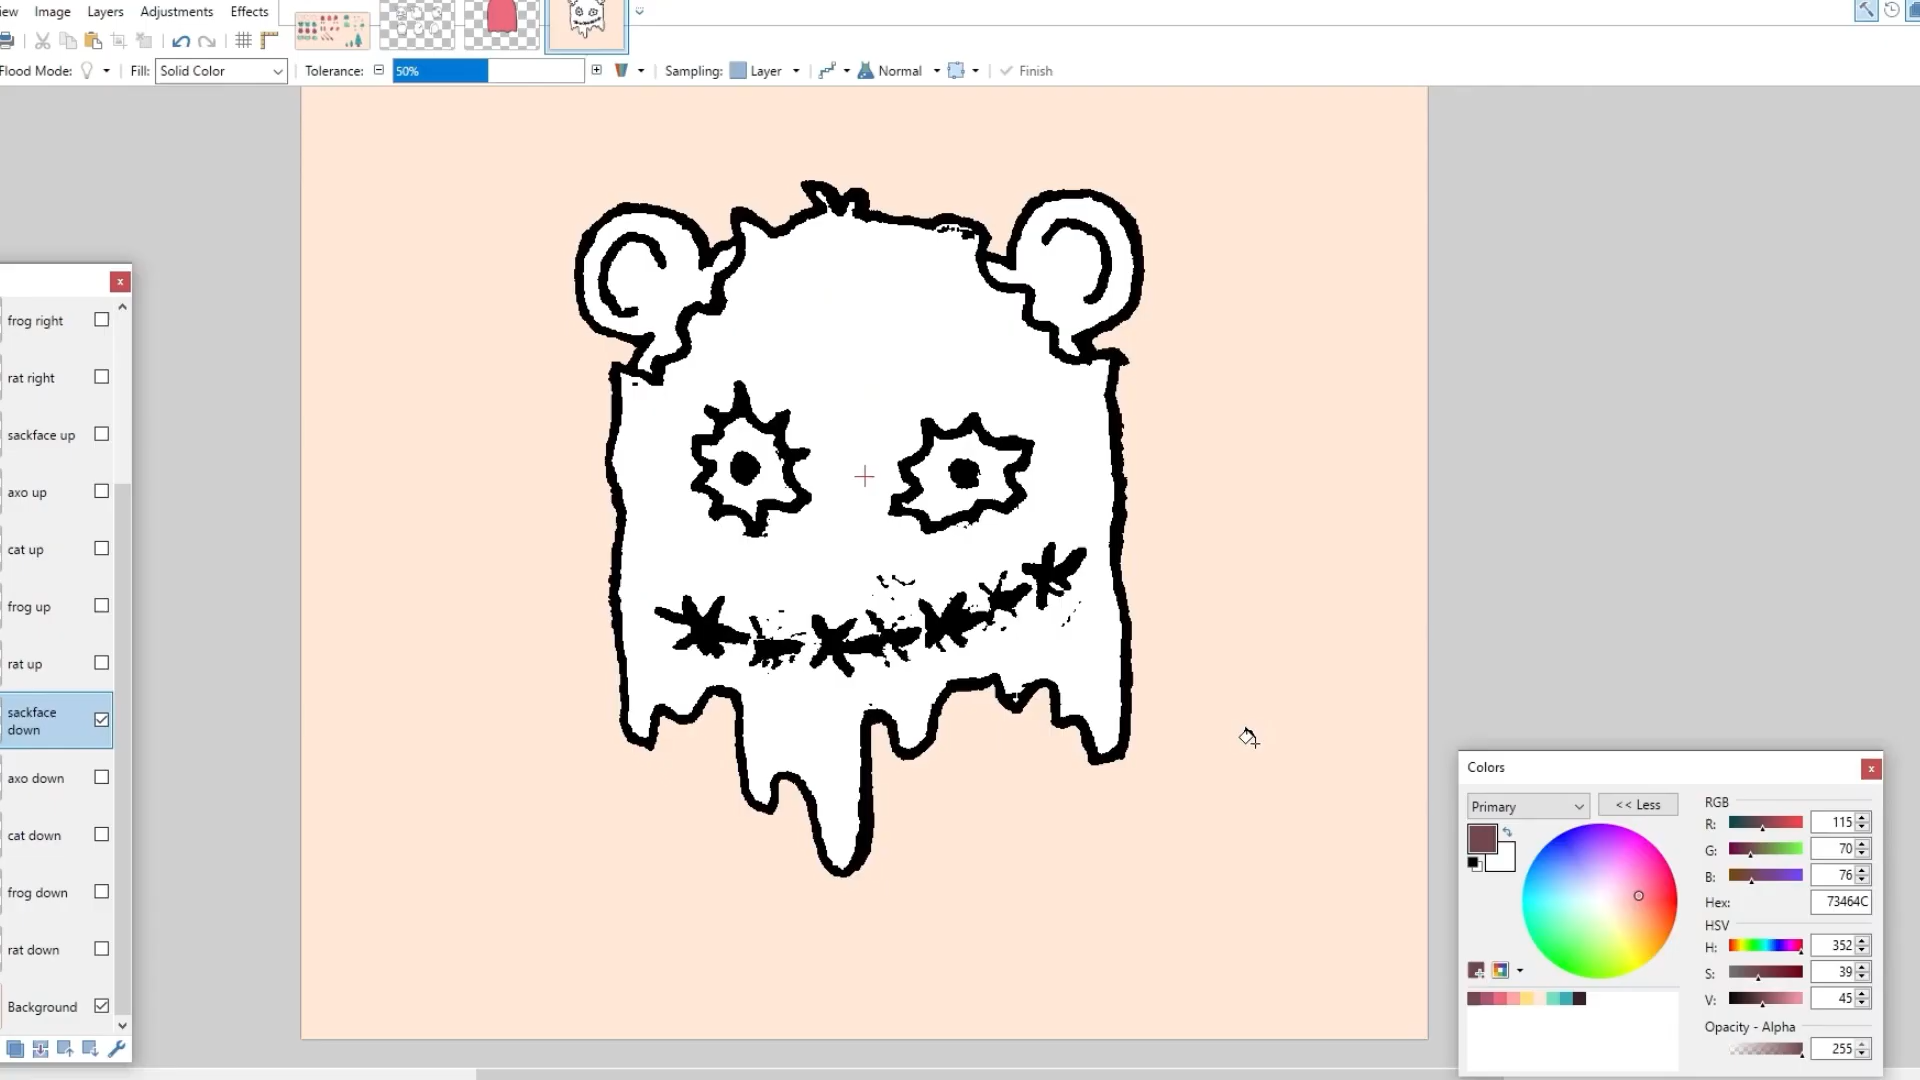 iew Image Layers Adjustments Effects
Flood Mode: Fill: Solid Color Tolerance: 50% Sampling: Layer Normal Finish
frog right
rat right
sackface up
axo up
cat up
frog up
rat up
sackface
down
axo down
cat down
frog down
rat down
Background
Colors
Primary << Less
RGB
R: 115
G: 70
B: 76
Hex: 73464C
HSV
H: 352
S: 39
V: 45
Opacity - Alpha
255